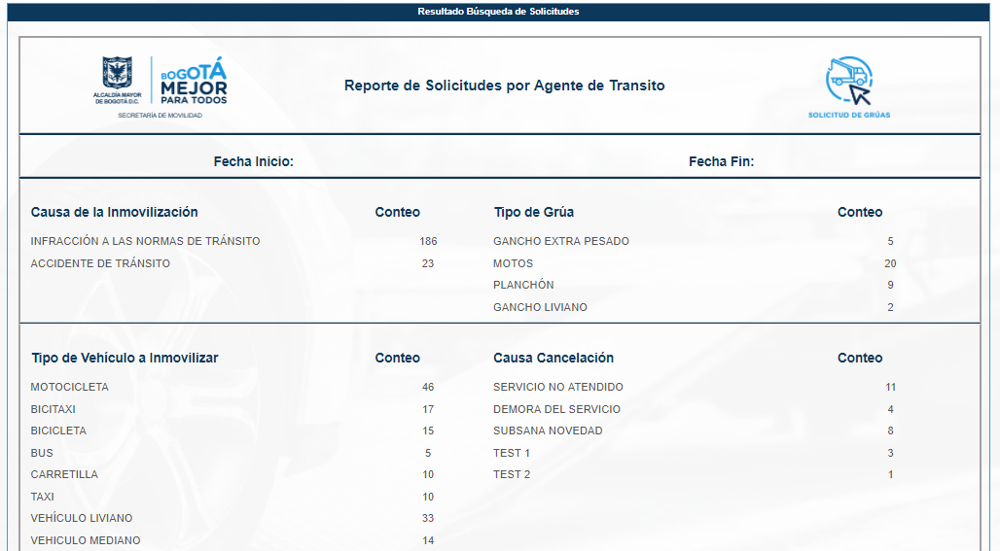 Resultado Búsqueda de Solicitudes
ALCALDÍA MAYOR
DE BOGOTÁ D.C.
BOGOTÁ
MEJOR
PARA TODOS
SECRETARÍA DE MOVILIDAD
Reporte de Solicitudes por Agente de Transito
SOLICITUD DE GRÚAS
Fecha Inicio: Fecha Fin:
Causa de la Inmovilización Conteo Tipo de Grúa Conteo
INFRACCIÓN A LAS NORMAS DE TRÁNSITO 186 GANCHO EXTRA PESADO 5
ACCIDENTE DE TRÁNSITO 23 MOTOS 20
PLANCHÓN 9
GANCHO LIVIANO 2
Tipo de Vehículo a Inmovilizar Conteo Causa Cancelación Conteo
MOTOCICLETA 46 SERVICIO NO ATENDIDO 11
BICITAXI 17 DEMORA DEL SERVICIO 4
BICICLETA 15 SUBSANA NOVEDAD 8
BUS 5 TEST 1 3
CARRETILLA 10 TEST 2 1
TAXI 10
VEHÍCULO LIVIANO 33
VEHICULO MEDIANO 14